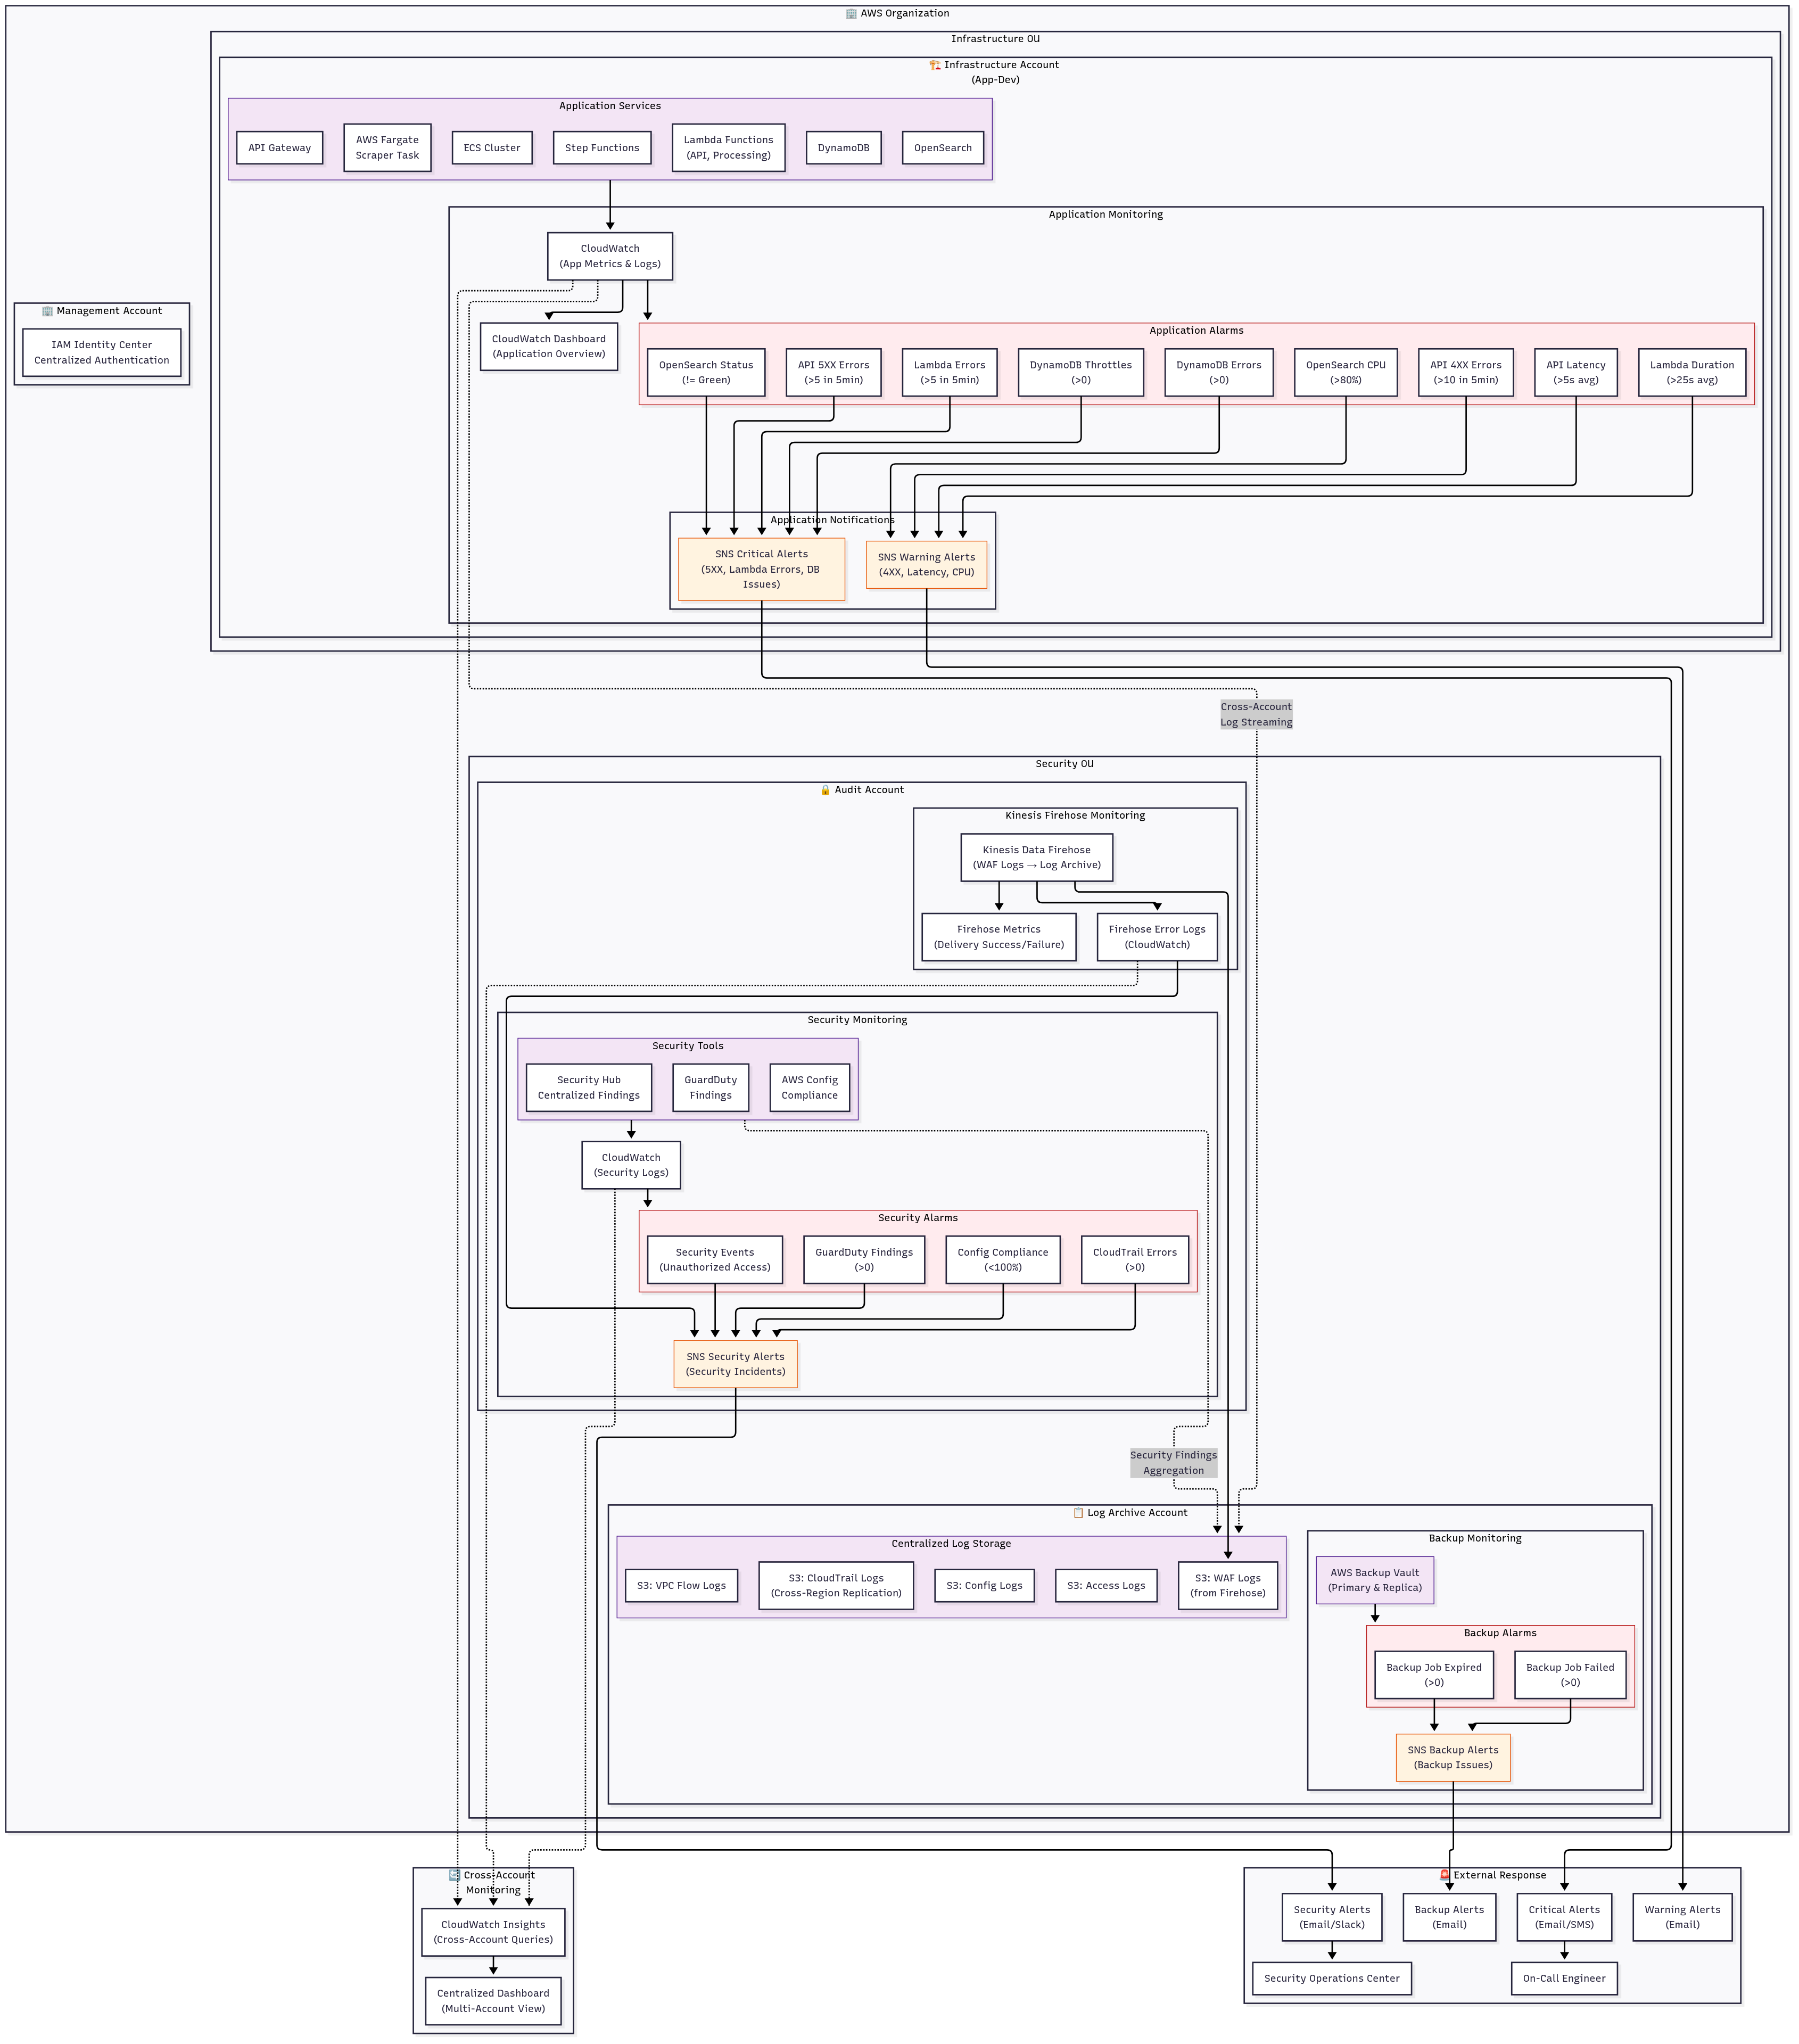 🏢 AWS Organization
Infrastructure OU
🏗️ Infrastructure Account
(App-Dev)
Application Services
API Gateway
AWS Fargate
Scraper Task
ECS Cluster
Step Functions
Lambda Functions
(API, Processing)
DynamoDB
OpenSearch
Application Monitoring
CloudWatch
(App Metrics & Logs)
🏢 Management Account
IAM Identity Center
Centralized Authentication
CloudWatch Dashboard
(Application Overview)
Application Alarms
OpenSearch Status
(!= Green)
API 5XX Errors
(>5 in 5min)
Lambda Errors
(>5 in 5min)
DynamoDB Throttles
(>0)
DynamoDB Errors
(>0)
OpenSearch CPU
(>80%)
API 4XX Errors
(>10 in 5min)
API Latency
(>5s avg)
Lambda Duration
(>25s avg)
Application Notifications
SNS Critical Alerts
(5XX, Lambda Errors, DB
Issues)
SNS Warning Alerts
(4XX, Latency, CPU)
Cross-Account
Log Streaming
Security OU
🔒 Audit Account
Kinesis Firehose Monitoring
Kinesis Data Firehose
(WAF Logs → Log Archive)
Firehose Metrics
(Delivery Success/Failure)
Firehose Error Logs
(CloudWatch)
Security Monitoring
Security Tools
Security Hub
Centralized Findings
GuardDuty
Findings
AWS Config
Compliance
CloudWatch
(Security Logs)
Security Alarms
Security Events
(Unauthorized Access)
GuardDuty Findings
(>0)
Config Compliance
(<100%)
CloudTrail Errors
(>0)
SNS Security Alerts
(Security Incidents)
Security Findings
Aggregation
📋 Log Archive Account
Centralized Log Storage
S3: VPC Flow Logs
S3: CloudTrail Logs
(Cross-Region Replication)
S3: Config Logs
S3: Access Logs
S3: WAF Logs
(from Firehose)
Backup Monitoring
AWS Backup Vault
(Primary & Replica)
Backup Alarms
Backup Job Expired
(>0)
Backup Job Failed
(>0)
SNS Backup Alerts
(Backup Issues)
🔄 Cross-Account
Monitoring
CloudWatch Insights
(Cross-Account Queries)
Centralized Dashboard
(Multi-Account View)
🚨 External Response
Security Alerts
(Email/Slack)
Backup Alerts
(Email)
Critical Alerts
(Email/SMS)
Warning Alerts
(Email)
Security Operations Center
On-Call Engineer